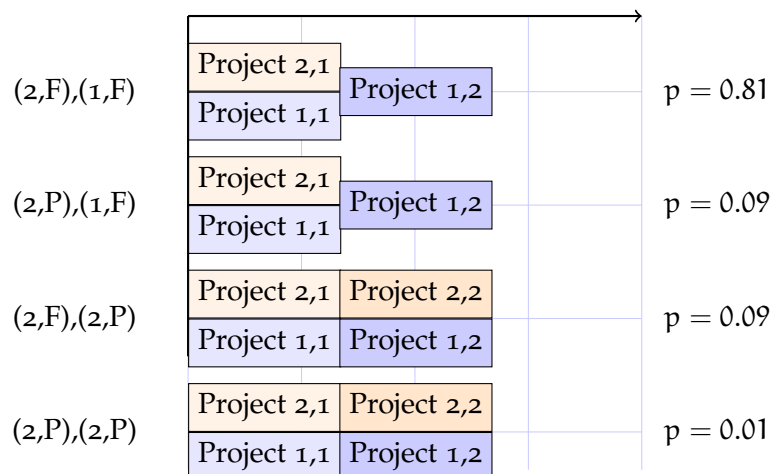 Project 2,1
(2,F),(1,F) Project 1,2 p = 0.81
Project 1,1
Project 2,1
(2,P),(1,F) Project 1,2 p = 0.09
Project 1,1
Project 2,1 Project 2,2
(2,F),(2,P) p = 0.09
Project 1,1 Project 1,2
Project 2,1 Project 2,2
(2,P),(2,P) p = 0.01
Project 1,1 Project 1,2